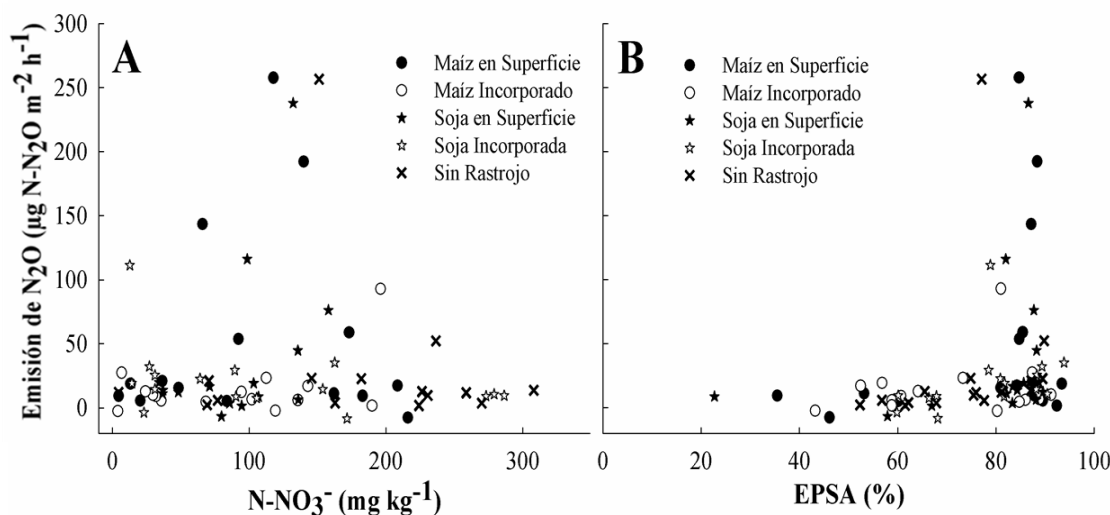 Emisión de N₂O (µg N-N₂O m⁻² h⁻¹)
300
250
200
150
100
50
0
A
Maíz en Superficie
Maíz Incorporado
Soja en Superficie
Soja Incorporada
Sin Rastrojo
0 100 200 300
N-NO₃⁻ (mg kg⁻¹)
B
Maíz en Superficie
Maíz Incorporado
Soja en Superficie
Soja Incorporada
Sin Rastrojo
0 20 40 60 80 100
EPSA (%)